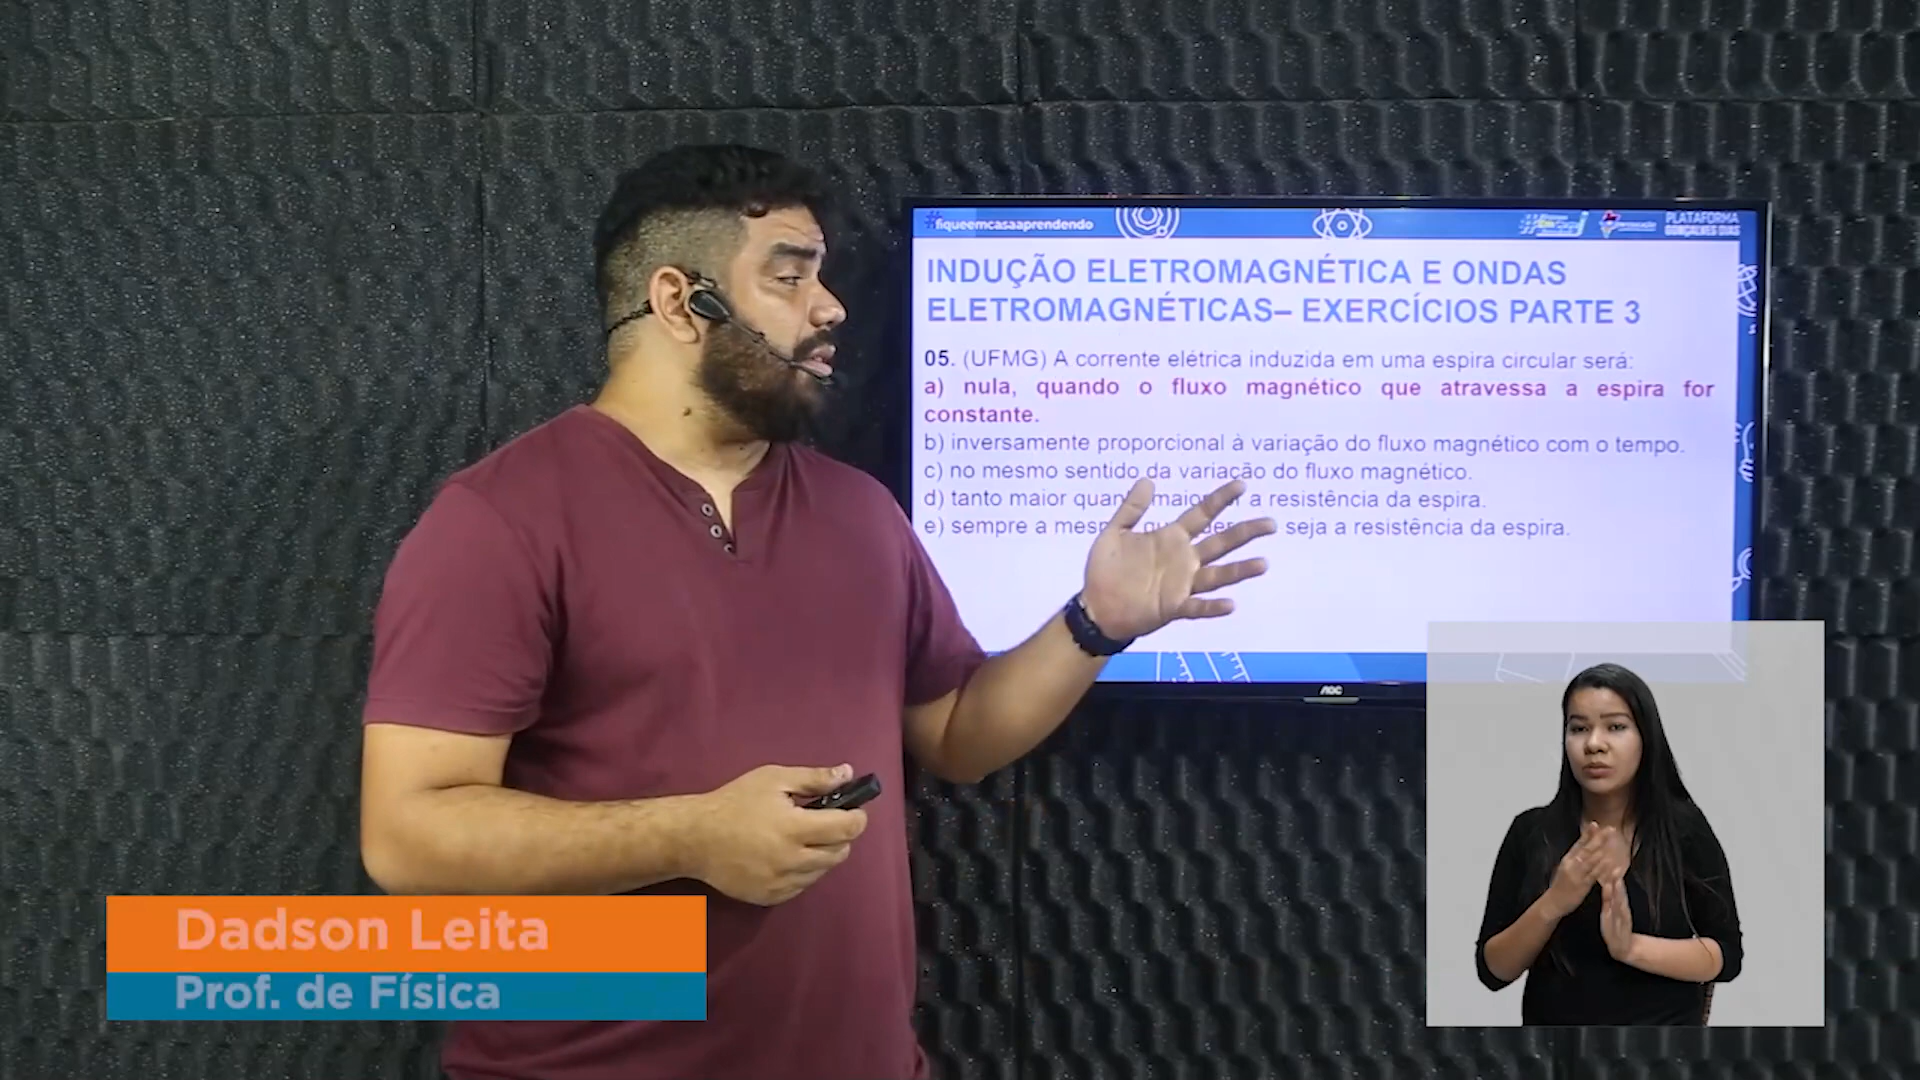 #fiqueemcasaaprendendo
PLATAFORMA
GONÇALVES DIAS
INDUÇÃO ELETROMAGNÉTICA E ONDAS
ELETROMAGNÉTICAS– EXERCÍCIOS PARTE 3
05. (UFMG) A corrente elétrica induzida em uma espira circular será:
a) nula, quando o fluxo magnético que atravessa a espira for
constante.
b) inversamente proporcional à variação do fluxo magnético com o tempo.
c) no mesmo sentido da variação do fluxo magnético.
d) tanto maior maior a resistência da espira.
e) sempre a seja a resistência da espira.
AOC
Dadson Leita
Prof. de Física